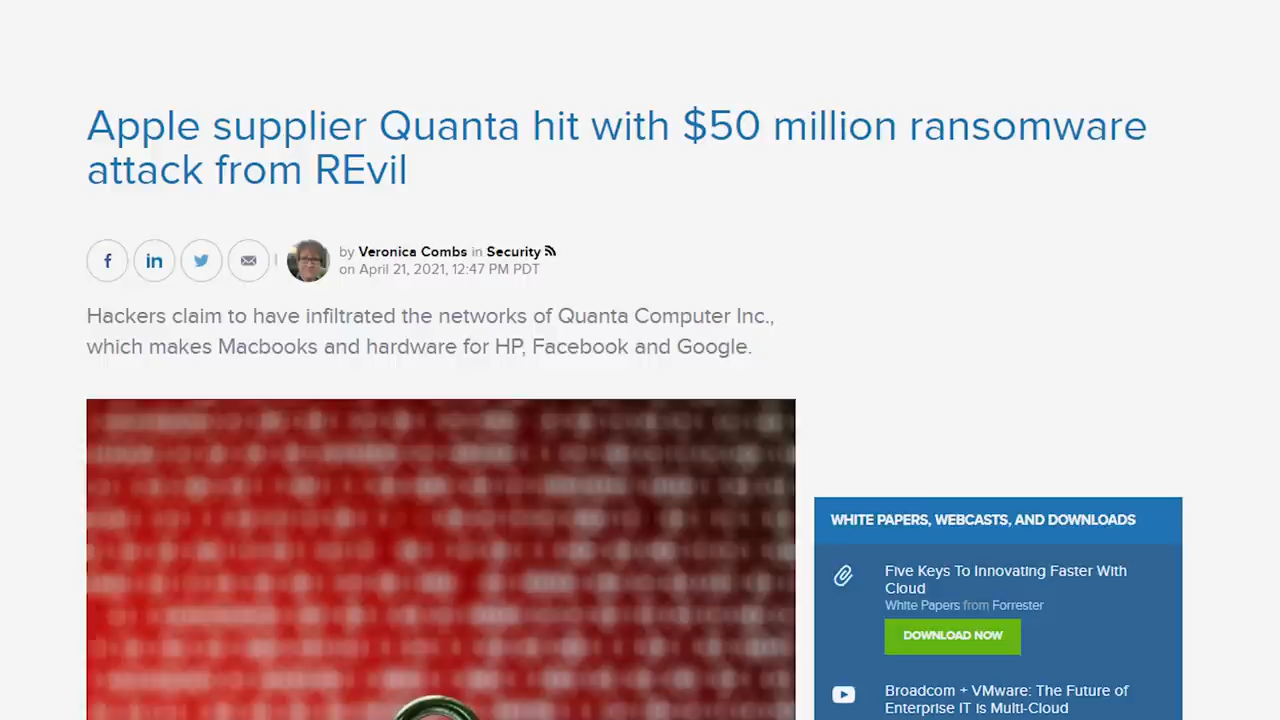 Apple supplier Quanta hit with $50 million ransomware
attack from REvil
by Veronica Combs in Security
on April 21, 2021, 12:47 PM PDT
Hackers claim to have infiltrated the networks of Quanta Computer Inc.,
which makes Macbooks and hardware for HP, Facebook and Google.
WHITE PAPERS, WEBCASTS, AND DOWNLOADS
Five Keys To Innovating Faster With
Cloud
White Papers from Forrester
DOWNLOAD NOW
Broadcom + VMware: The Future of
Enterprise IT is Multi-Cloud